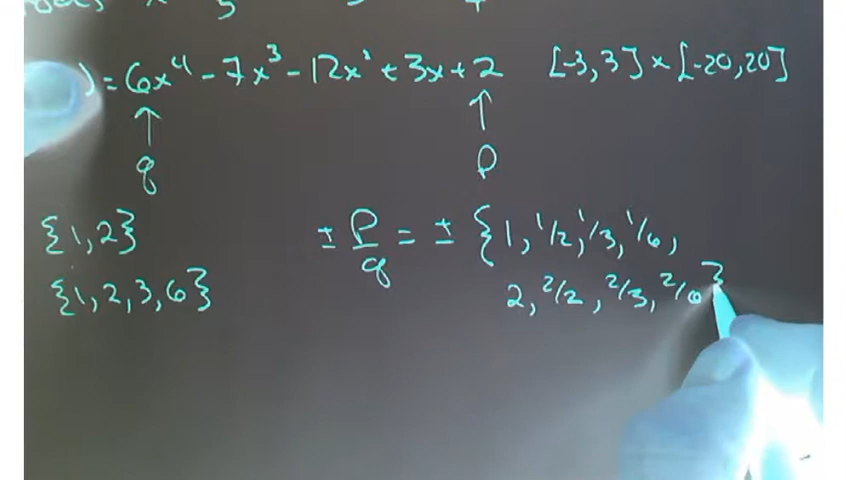 ) = 6x⁴ - 7x³ - 12x² + 3x + 2 [-3, 3] × [-20, 20]
↑ ↑
q p
{1, 2} ± p/q = ± {1, 1/2, 1/3, 1/6,
{1, 2, 3, 6} 2, 2/2, 2/3, 2/6}